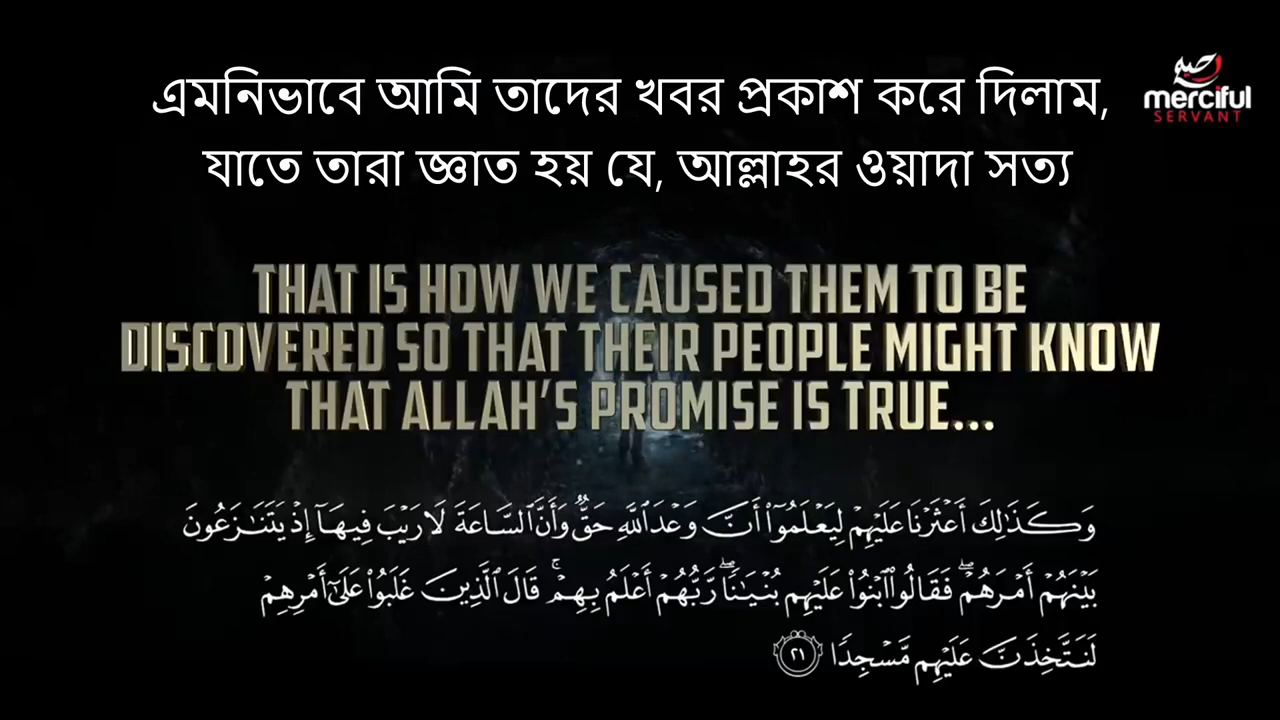 এমনিভাবে আমি তাদের খবর প্রকাশ করে দিলাম,
যাতে তারা জ্ঞাত হয় যে, আল্লাহর ওয়াদা সত্য
merciful
SERVANT
THAT IS HOW WE CAUSED THEM TO BE
DISCOVERED SO THAT THEIR PEOPLE MIGHT KNOW
THAT ALLAH'S PROMISE IS TRUE...
وَكَذَٰلِكَ أَعْثَرْنَا عَلَيْهِمْ لِيَعْلَمُوٓا۟ أَنَّ وَعْدَ ٱللَّهِ حَقٌّ وَأَنَّ ٱلسَّاعَةَ لَا رَيْبَ فِيهَآ إِذْ يَتَنَٰزَعُونَ
بَيْنَهُمْ أَمْرَهُمْ ۖ فَقَالُوا۟ ٱبْنُوا۟ عَلَيْهِم بُنْيَٰنًا ۖ رَّبُّهُمْ أَعْلَمُ بِهِمْ ۚ قَالَ ٱلَّذِينَ غَلَبُوا۟ عَلَىٰٓ أَمْرِهِمْ
لَنَتَّخِذَنَّ عَلَيْهِم مَّسْجِدًا ٢١